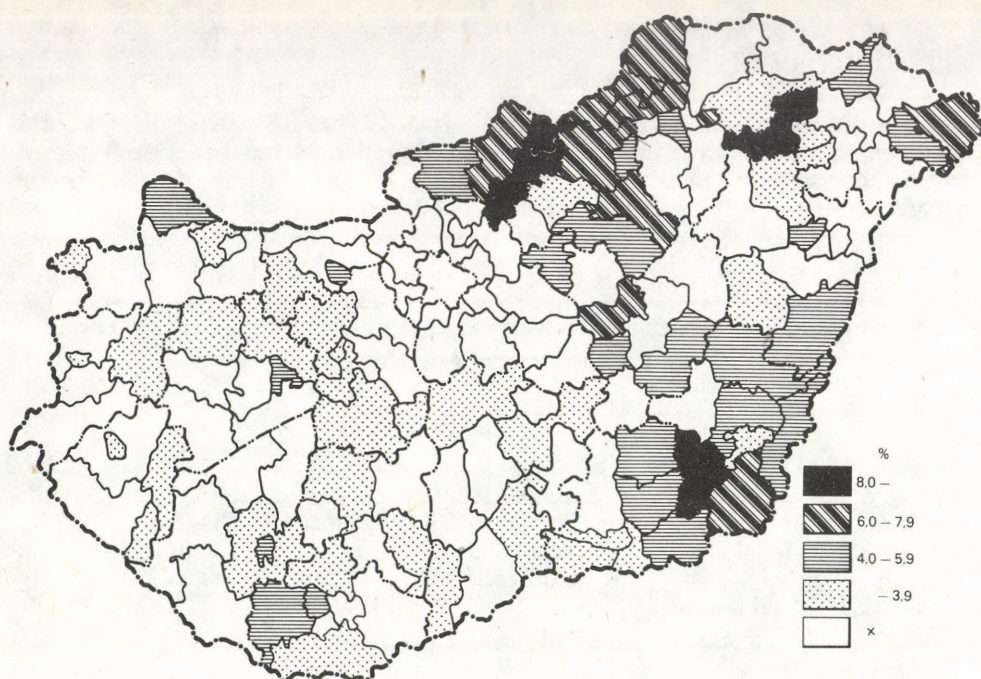 %
8,0 –
6,0 – 7,9
4,0 – 5,9
– 3,9
×